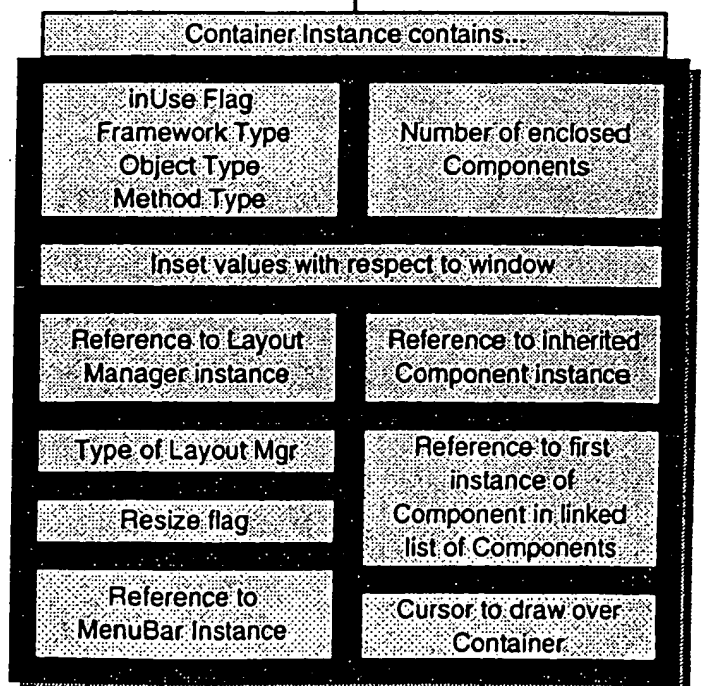 Container Instance contains...
inUse Flag
Framework Type
Object Type
Method Type
Number of enclosed
Components
Inset values with respect to window
Reference to Layout
Manager instance
Reference to inherited
Component instance
Type of Layout Mgr
Reference to first
instance of
Component in linked
list of Components
Resize flag
Reference to
MenuBar Instance
Cursor to draw over
Container